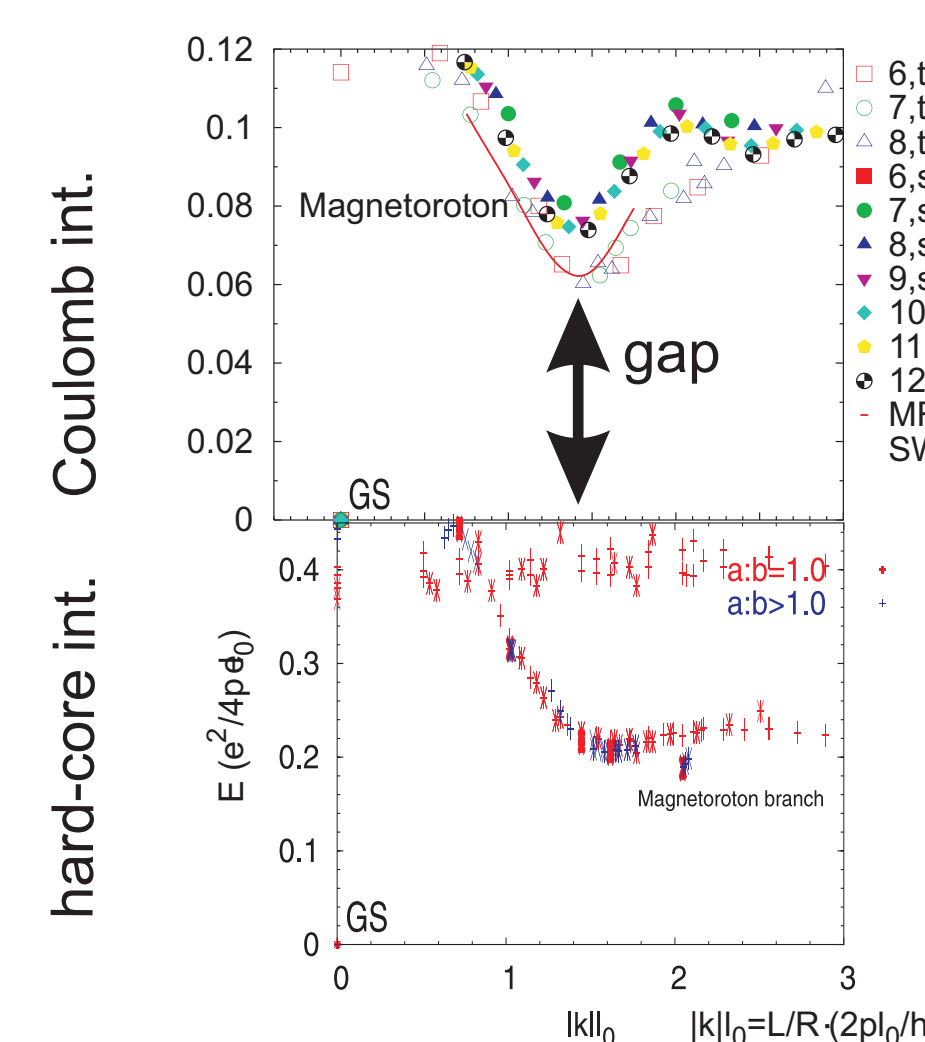 Coulomb int.
0.12
0.1
0.08
0.06
0.04
0.02
0
Magnetoroton
gap
GS
6,t
7,t
8,t
6,s
7,s
8,s
9,s
10
11
12
MR
SW
hard-core int.
E (e²/4pe₀)
0.4
0.3
0.2
0.1
0
a:b=1.0
a:b>1.0
Magnetoroton branch
GS
0 1 2 3
|k|l₀ |k|l₀=L/R·(2pl₀/h